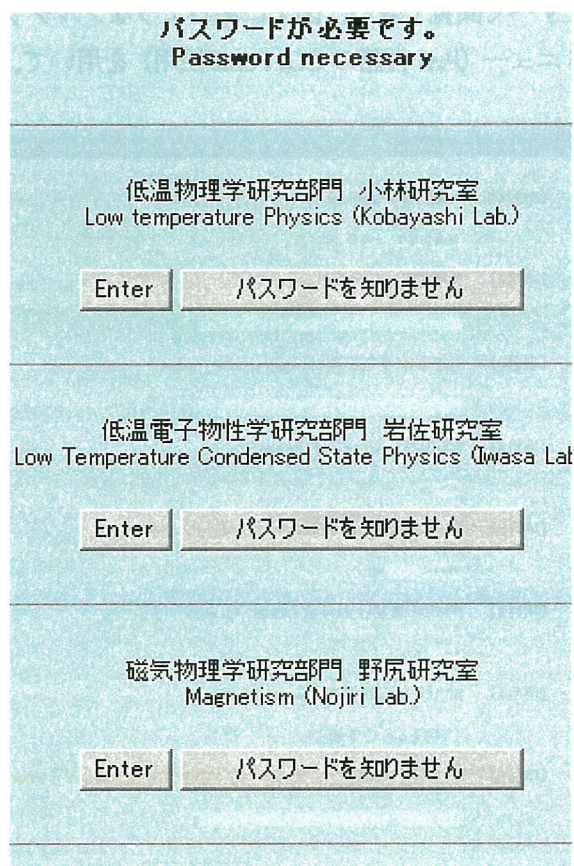 パスワードが必要です。
Password necessary
低温物理学研究部門 小林研究室
Low temperature Physics (Kobayashi Lab.)
Enter パスワードを知りません
低温電子物性学研究部門 岩佐研究室
Low Temperature Condensed State Physics (Iwasa Lab
Enter パスワードを知りません
磁気物理学研究部門 野尻研究室
Magnetism (Nojiri Lab.)
Enter パスワードを知りません